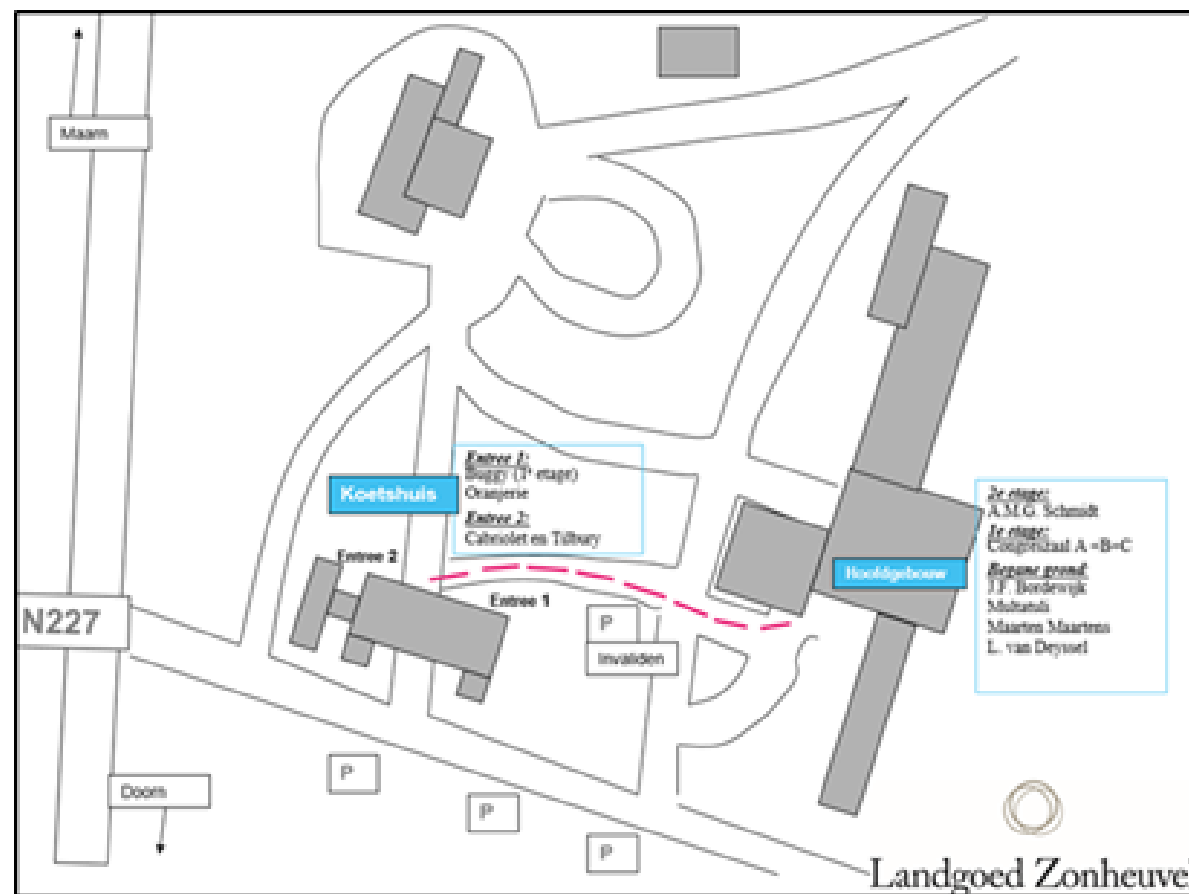 Maarn
Koetshuis
Entree 1:
Buggy (1e etage)
Oranjerie
Entree 2:
Cabriolet en Tilbury
Entree 2
Entree 1
2e etage:
A.M.G. Schmidt
1e etage:
Congreszaal A =B=C
Begane grond
J.F. Bordewijk
Multatuli
Maarten Maartens
L. van Deyssel
Hoofdgebouw
N227
P
Invaliden
Doorn
P
P
P
Landgoed Zonheuvel